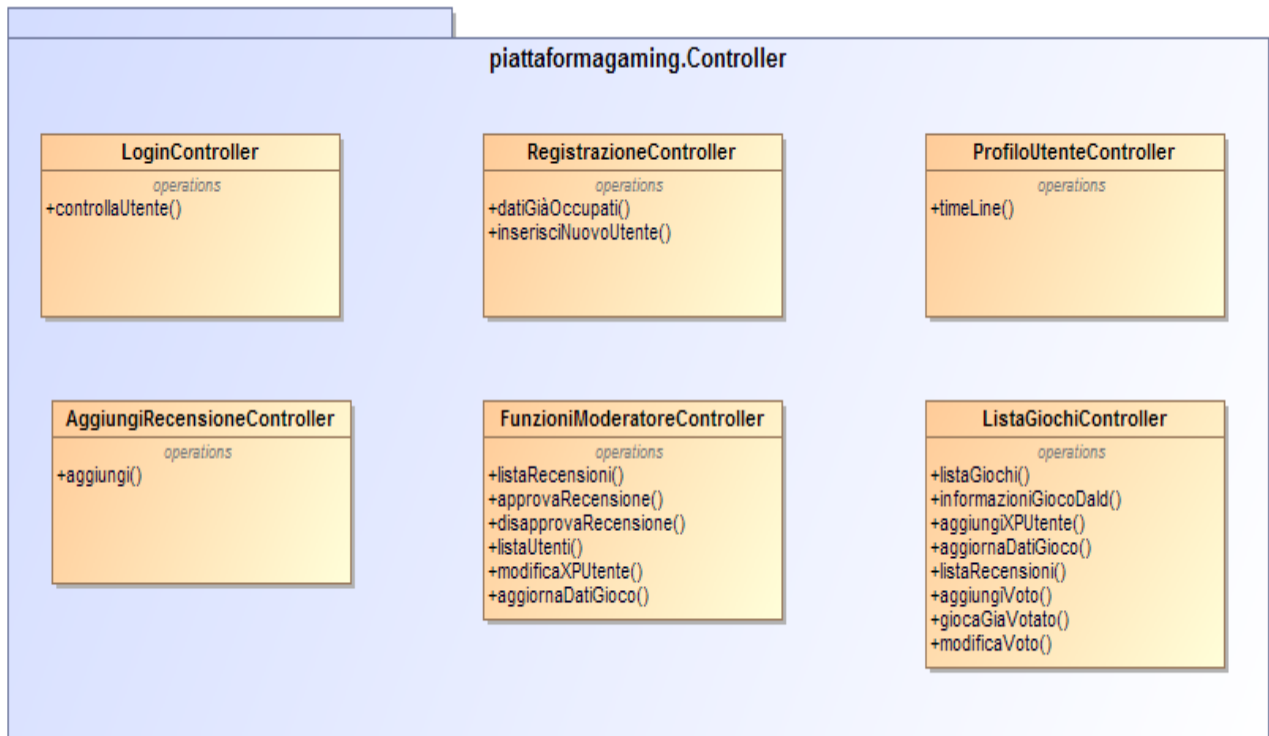 piattaformagaming.Controller
LoginController
operations
+controllaUtente()
RegistrazioneController
operations
+datiGiàOccupati()
+inserisciNuovoUtente()
ProfiloUtenteController
operations
+timeLine()
AggiungiRecensioneController
operations
+aggiungi()
FunzioniModeratoreController
operations
+listaRecensioni()
+approvaRecensione()
+disapprovaRecensione()
+listaUtenti()
+modificaXPUtente()
+aggiornaDatiGioco()
ListaGiochiController
operations
+listaGiochi()
+informazioniGiocoDaId()
+aggiungiXPUtente()
+aggiornaDatiGioco()
+listaRecensioni()
+aggiungiVoto()
+giocaGiaVotato()
+modificaVoto()